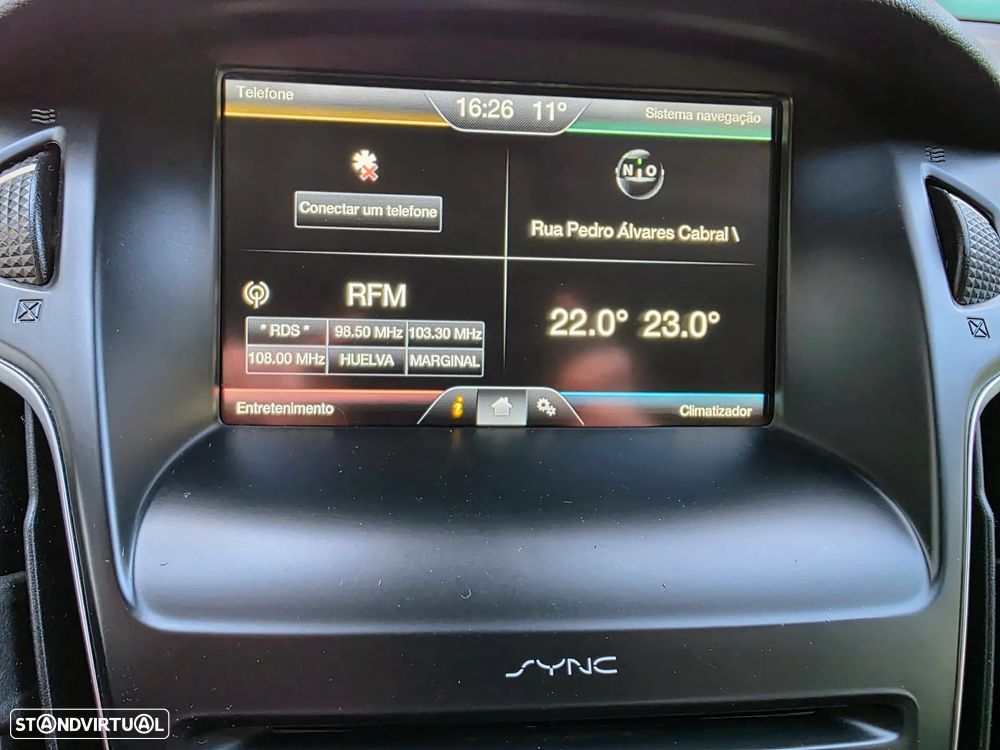 Telefone
16:26 11°
Sistema navegação
Conectar um telefone
N O
Rua Pedro Álvares Cabral \
RFM
* RDS * 98.50 MHz 103.30 MHz
108.00 MHz HUELVA MARGINAL
22.0° 23.0°
Entretenimento
i
Climatizador
SYNC
STANDVIRTUAL